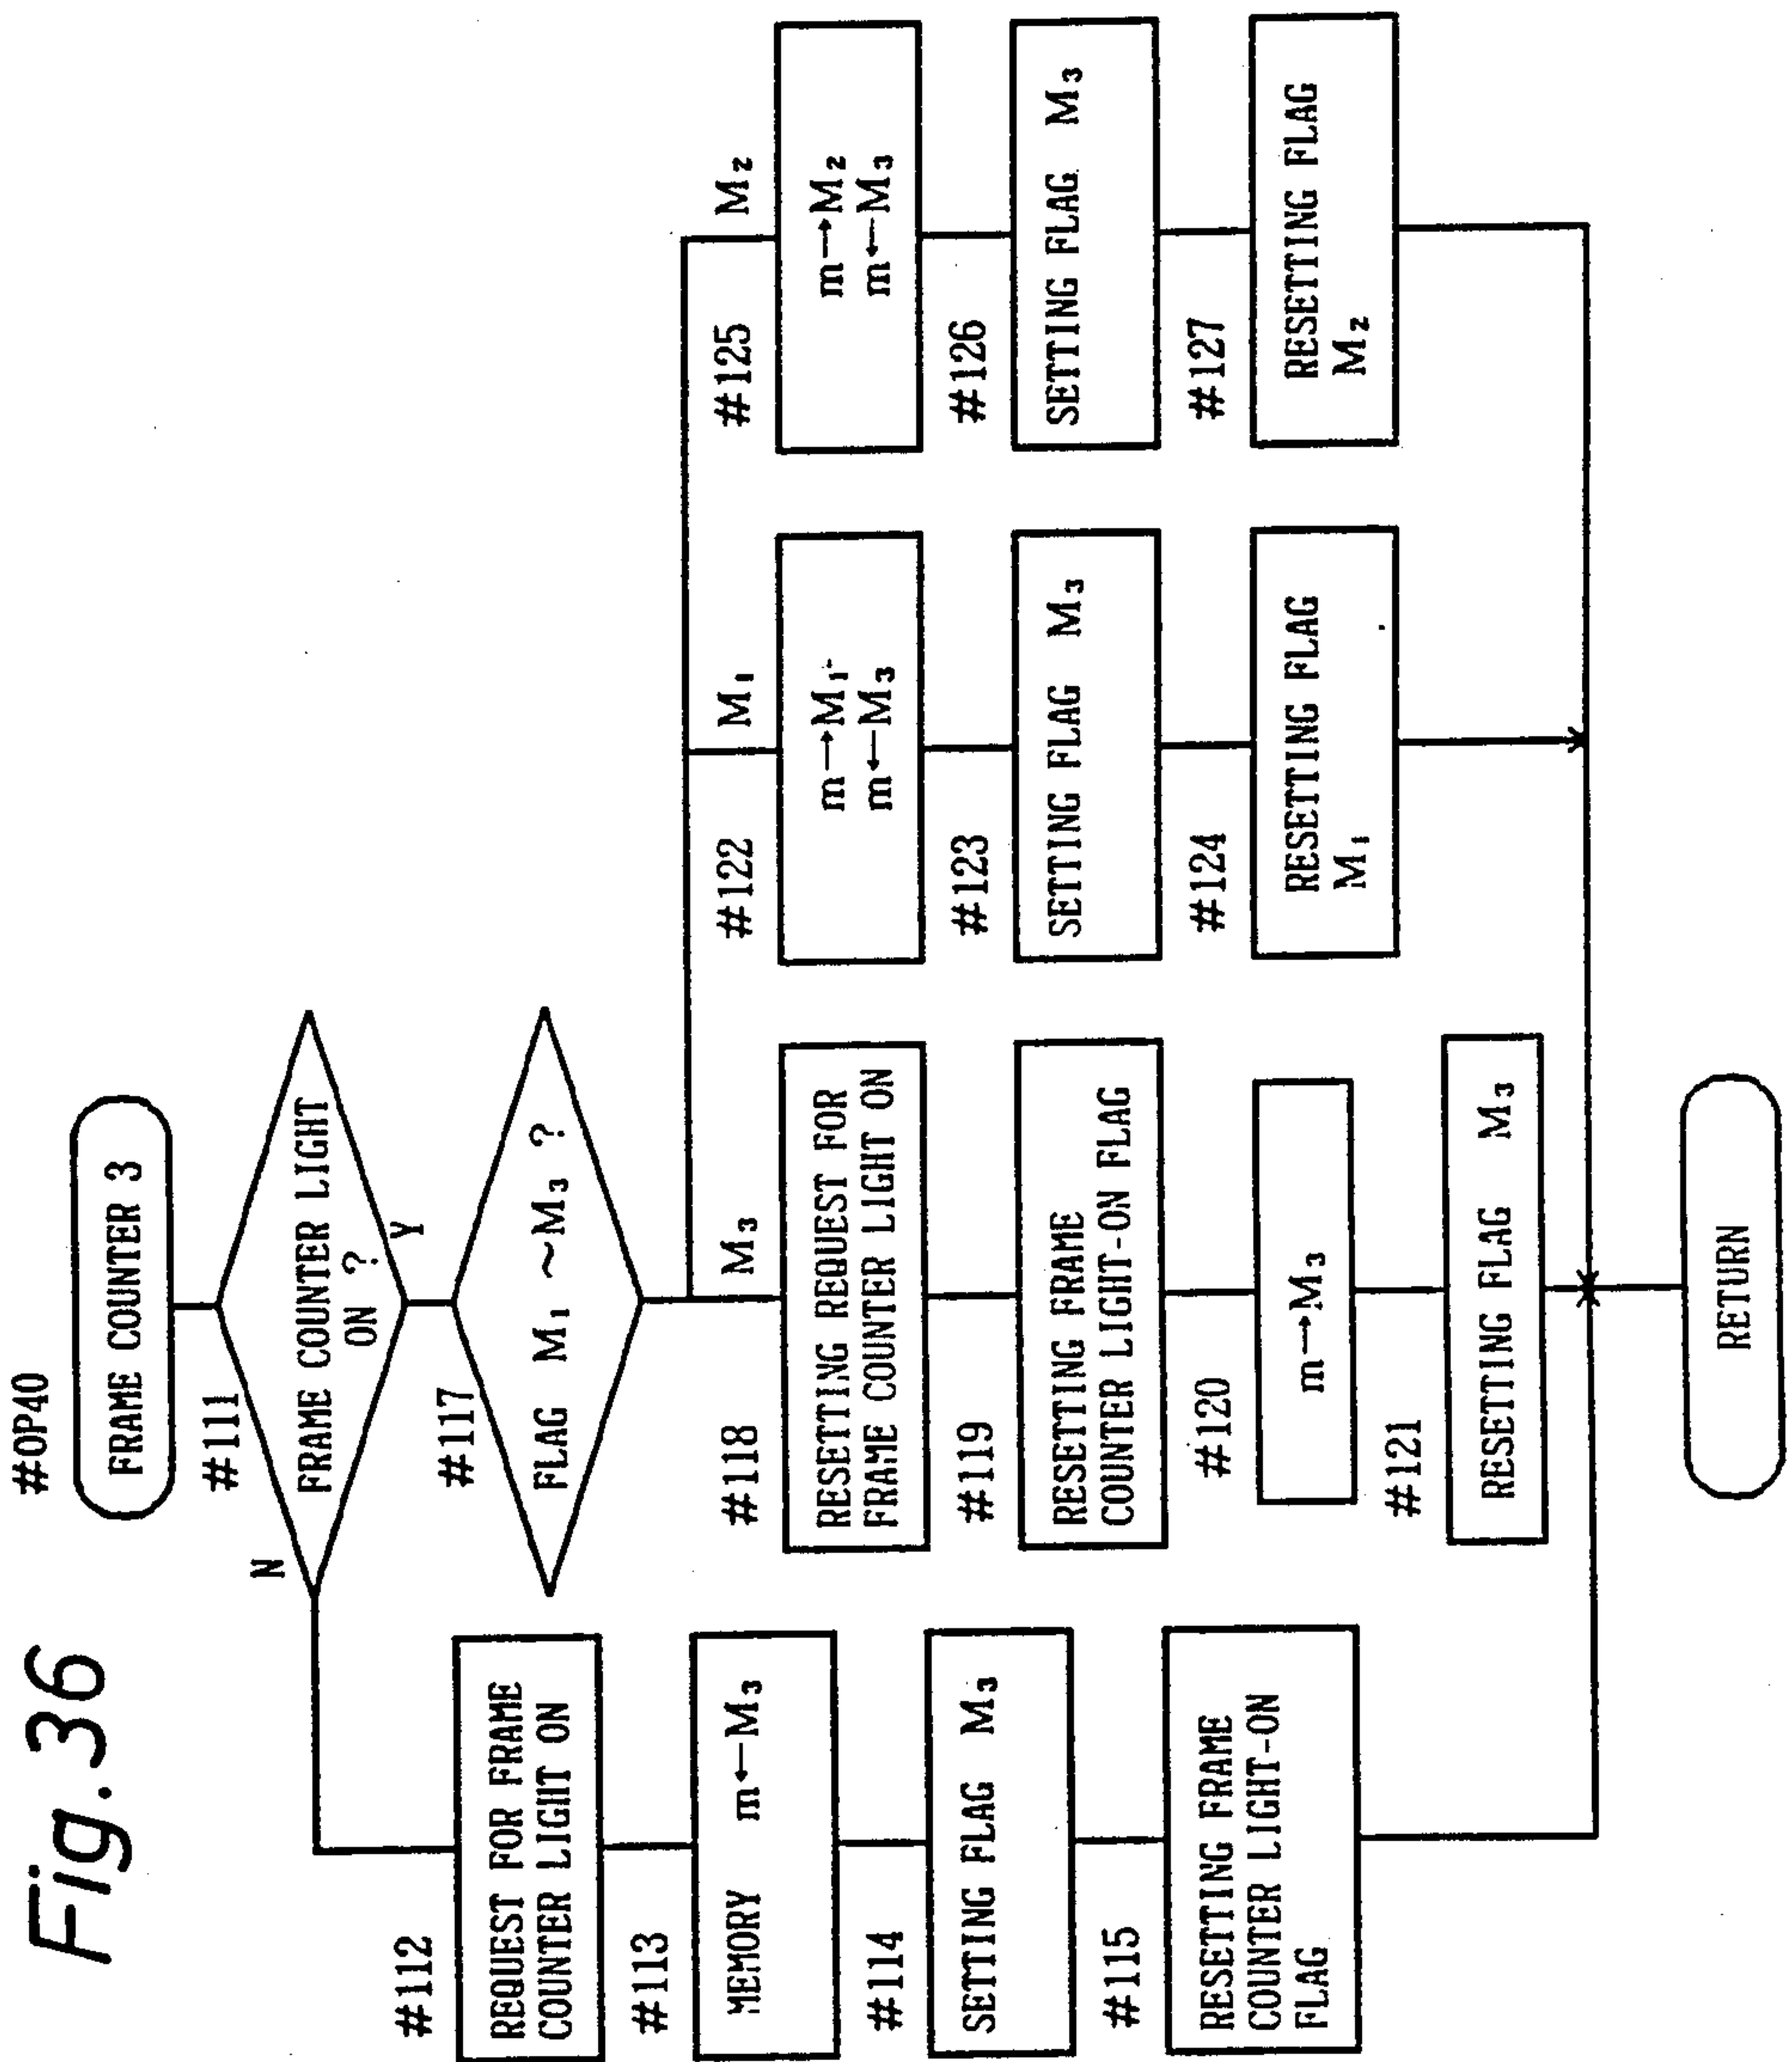 Fig.36
#OP40
FRAME COUNTER 3
#111
FRAME COUNTER LIGHT
ON ?
N
Y
#112
REQUEST FOR FRAME
COUNTER LIGHT ON
#113
MEMORY m←M₃
#114
SETTING FLAG M₃
#115
RESETTING FRAME
COUNTER LIGHT-ON
FLAG
#117
FLAG M₁ ~M₃ ?
M₃
#118
RESETTING REQUEST FOR
FRAME COUNTER LIGHT ON
#119
RESETTING FRAME
COUNTER LIGHT-ON FLAG
#120
m→M₃
#121
RESETTING FLAG M₃
M₁
#122
m→M₁
m←M₃
#123
SETTING FLAG M₃
#124
RESETTING FLAG
M₁
M₂
#125
m→M₂
m←M₃
#126
SETTING FLAG M₃
#127
RESETTING FLAG
M₂
RETURN